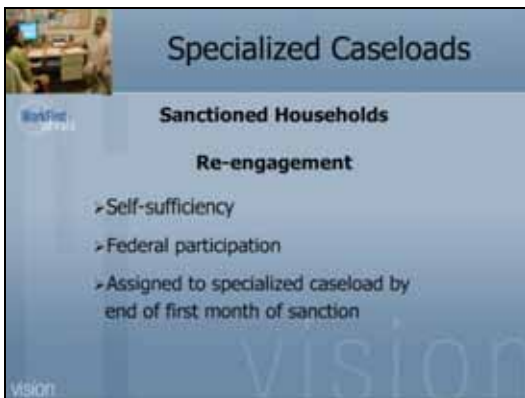 Specialized Caseloads
WorkFirst
Sanctioned Households
Re-engagement
➢Self-sufficiency
➢Federal participation
➢Assigned to specialized caseload by
end of first month of sanction
vision
vision